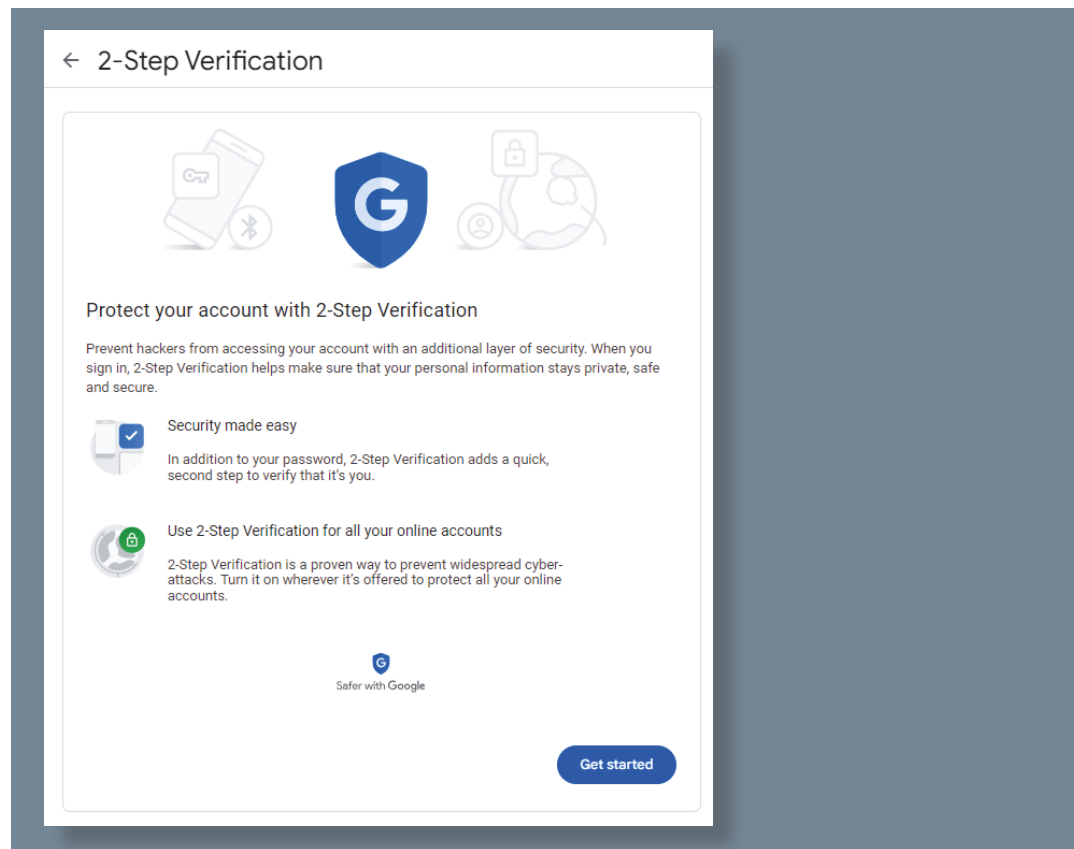 2-Step Verification
G
Protect your account with 2-Step Verification
Prevent hackers from accessing your account with an additional layer of security. When you
sign in, 2-Step Verification helps make sure that your personal information stays private, safe
and secure.
Security made easy
In addition to your password, 2-Step Verification adds a quick,
second step to verify that it's you.
Use 2-Step Verification for all your online accounts
2-Step Verification is a proven way to prevent widespread cyber-
attacks. Turn it on wherever it's offered to protect all your online
accounts.
G
Safer with Google
Get started